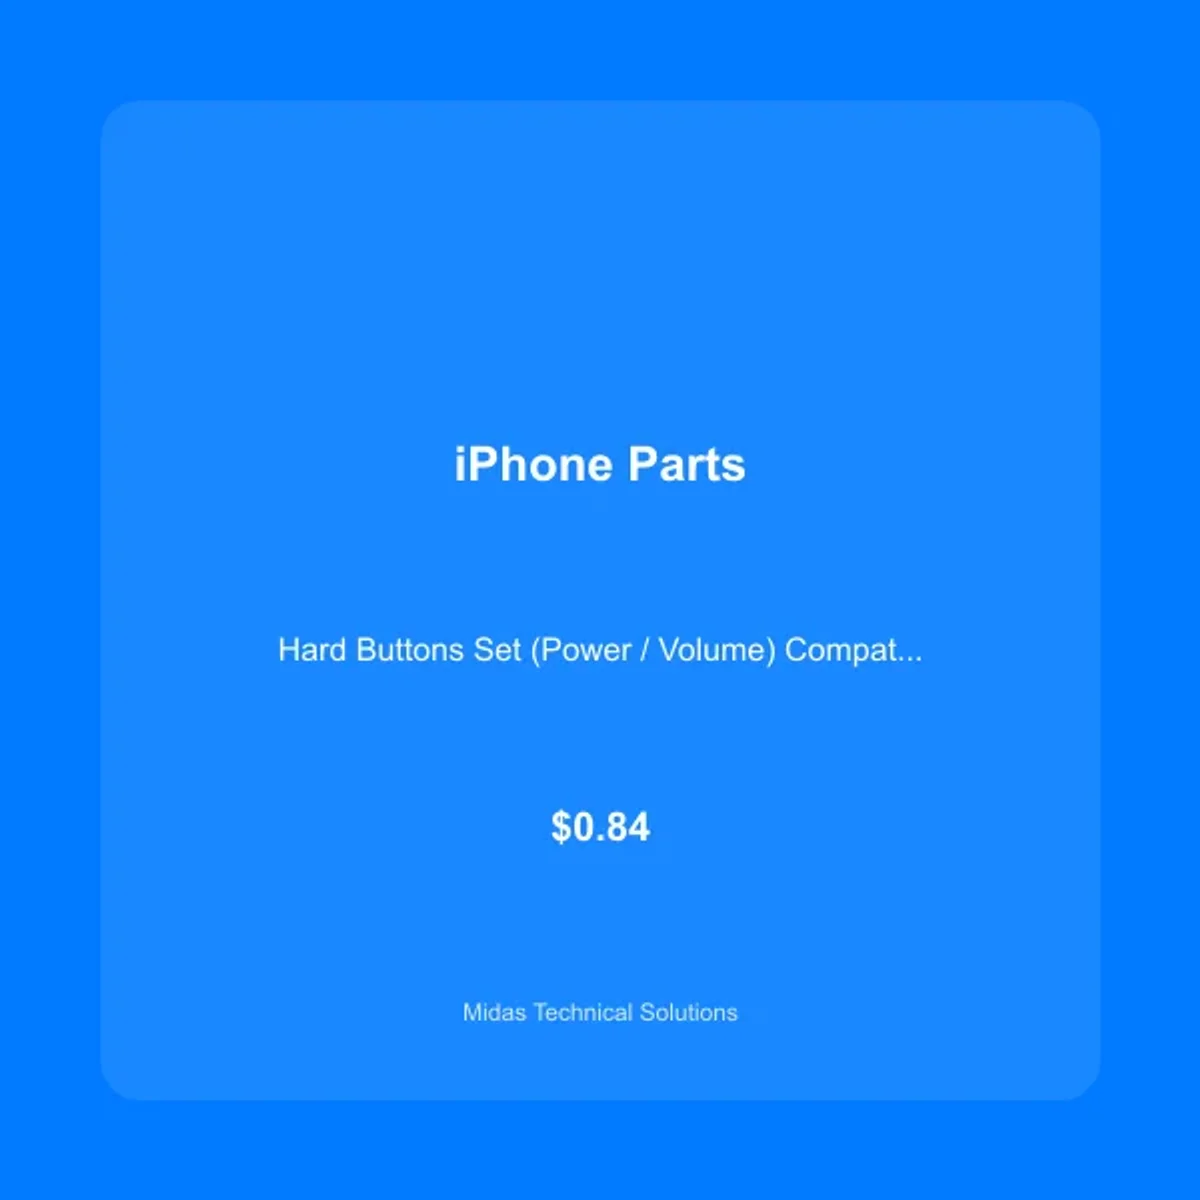 iPhone Parts
Hard Buttons Set (Power / Volume) Compat...
$0.84
Midas Technical Solutions